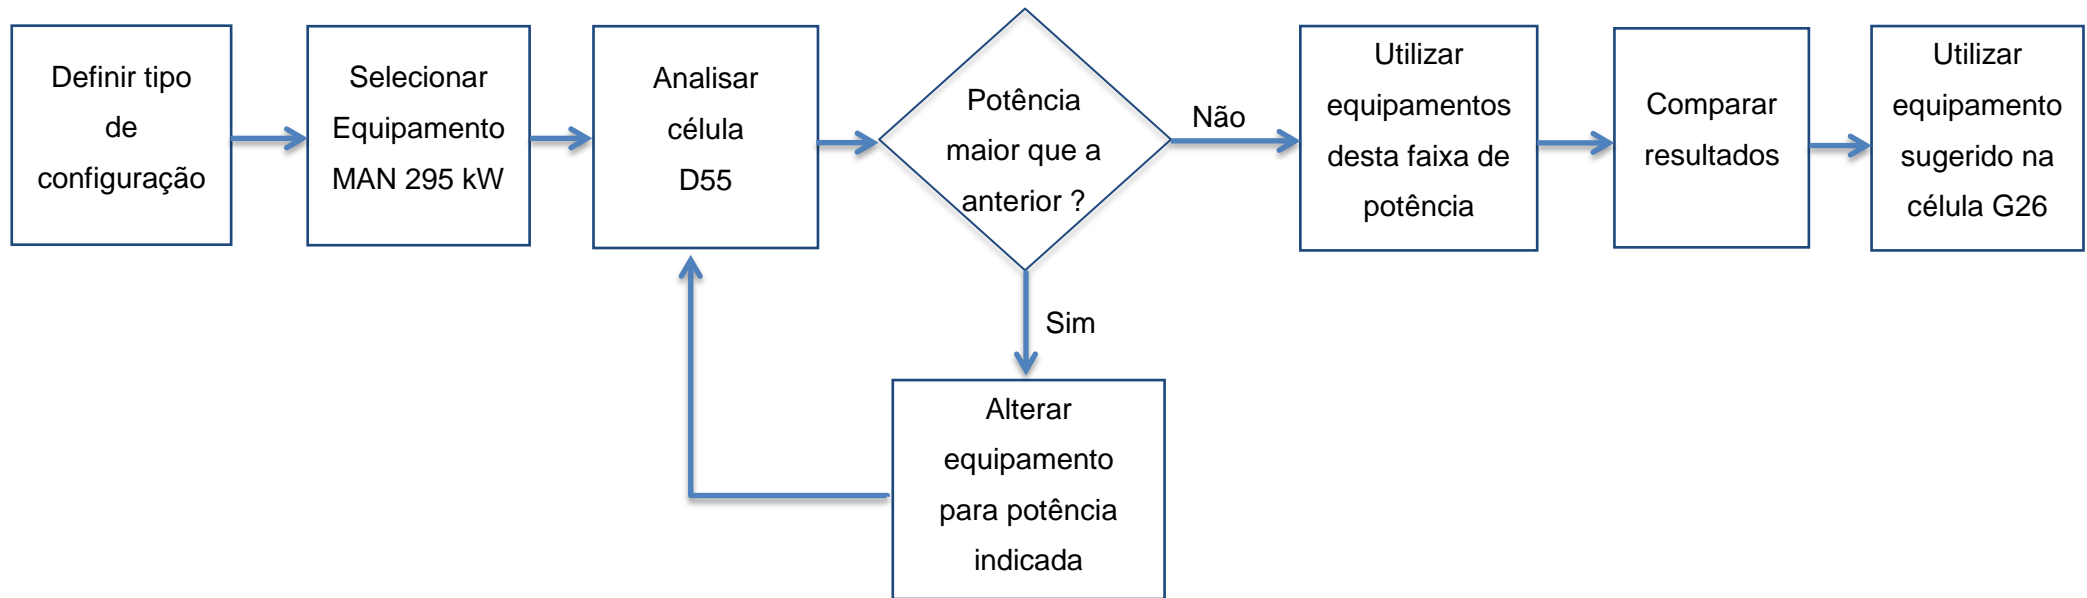 Definir tipo
de
configuração
Selecionar
Equipamento
MAN 295 kW
Analisar
célula
D55
Potência
maior que a
anterior ?
Não
Utilizar
equipamentos
desta faixa de
potência
Comparar
resultados
Utilizar
equipamento
sugerido na
célula G26
Sim
Alterar
equipamento
para potência
indicada